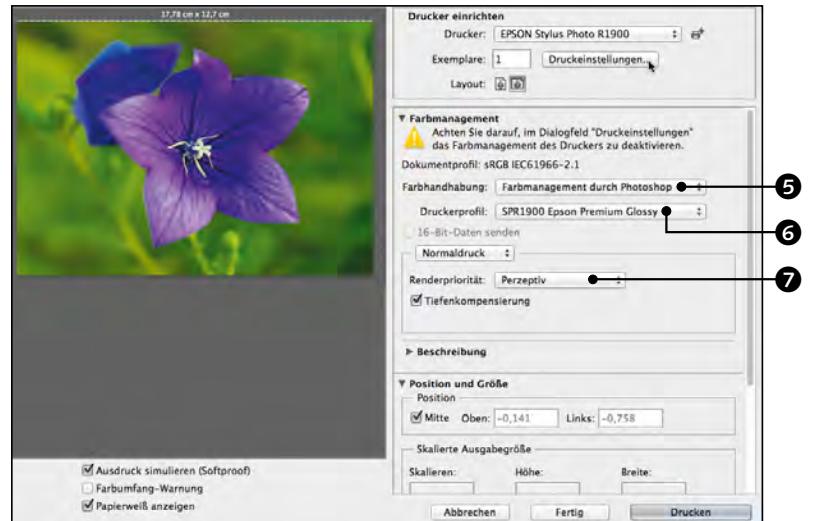 17,78 cm x 12,7 cm
Drucker einrichten
Drucker: EPSON Stylus Photo R1900
Exemplare: 1 Druckeinstellungen...
Layout:
Farbmanagement
Achten Sie darauf, im Dialogfeld "Druckeinstellungen"
das Farbmanagement des Druckers zu deaktivieren.
Dokumentprofil: sRGB IEC61966-2.1
Farbhandhabung: Farbmanagement durch Photoshop
5
Druckerprofil: SPR1900 Epson Premium Glossy
6
16-Bit-Daten senden
Normaldruck
Renderpriorität: Perzeptiv
7
Tiefenkompensierung
Beschreibung
Position und Größe
Position
Mitte Oben: -0,141 Links: -0,758
Skalierte Ausgabegröße
Skalieren: Höhe: Breite:
Ausdruck simulieren (Softproof)
Farbumfang-Warnung
Papierweiß anzeigen
Abbrechen Fertig Drucken